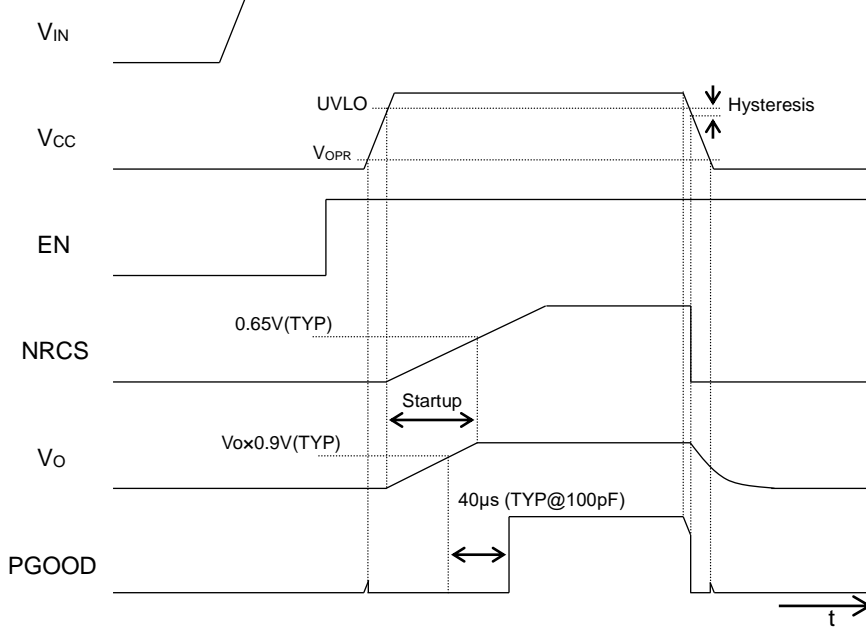 VIN
UVLO
Hysteresis
VCC
VOPR
EN
0.65V(TYP)
NRCS
Startup
Vo×0.9V(TYP)
VO
40µs (TYP@100pF)
PGOOD
t